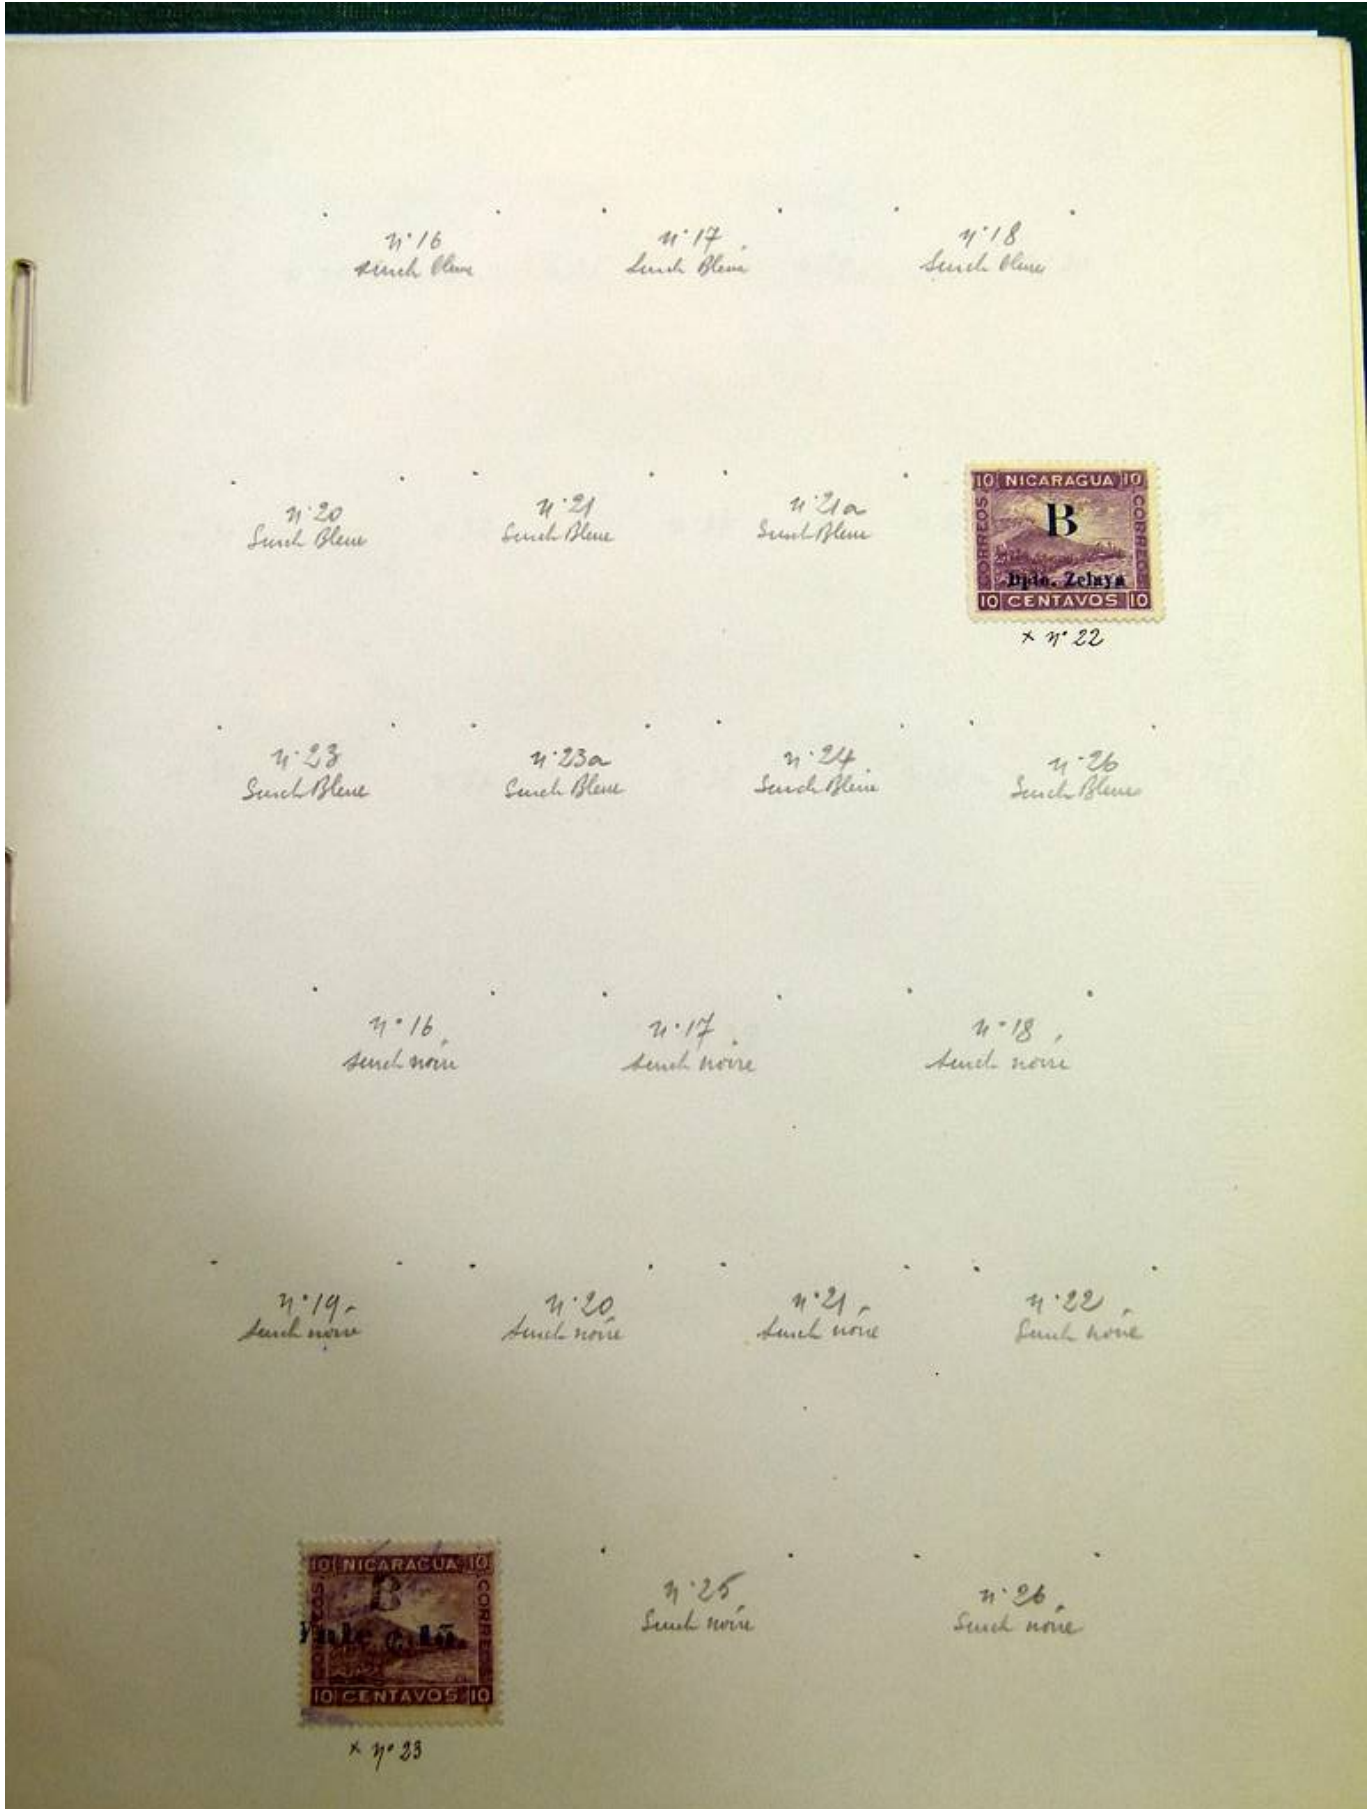 n° 16
surch bleue
n° 17
Surch Bleue
n° 18
Surch bleue
n° 20
Surch Bleue
n° 21
Surch Bleue
n° 21a
Surch Bleue
10 NICARAGUA 10
CORREOS
B
CORREOS
Dpto. Zelaya
10 CENTAVOS 10
x n° 22
n° 23
Surch Bleue
n° 23a
Surch Bleue
n° 24
Surch Bleue
n° 26
Surch Bleue
n° 16
surch noire
n° 17
surch noire
n° 18
surch noire
n° 19
surch noire
n° 20
surch noire
n° 21
surch noire
n° 22
Surch noire
10 NICARAGUA 10
CORREOS
B
CORREOS
Vale c. 15.
10 CENTAVOS 10
x n° 23
n° 25
Surch noire
n° 26
Surch noire